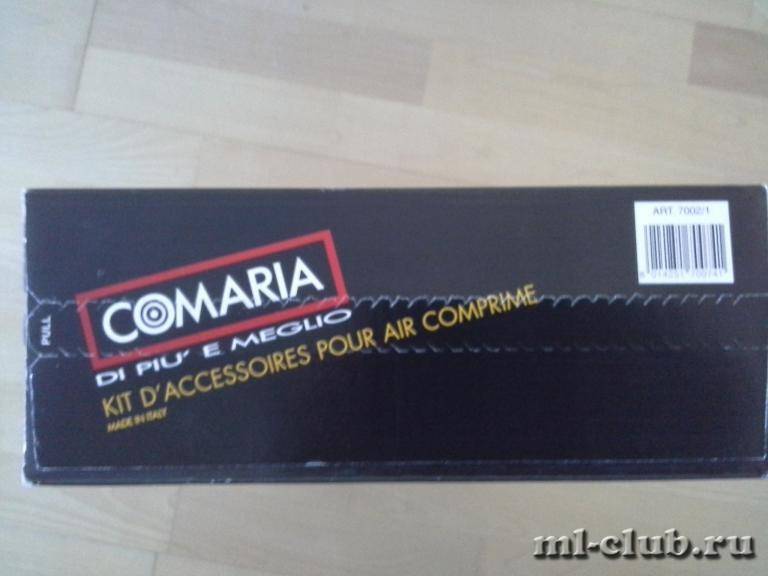 ART. 7002/1
PULL
COMARIA
DI PIU' E MEGLIO
KIT D'ACCESSOIRES POUR AIR COMPRIME
MADE IN ITALY
ml-club.ru